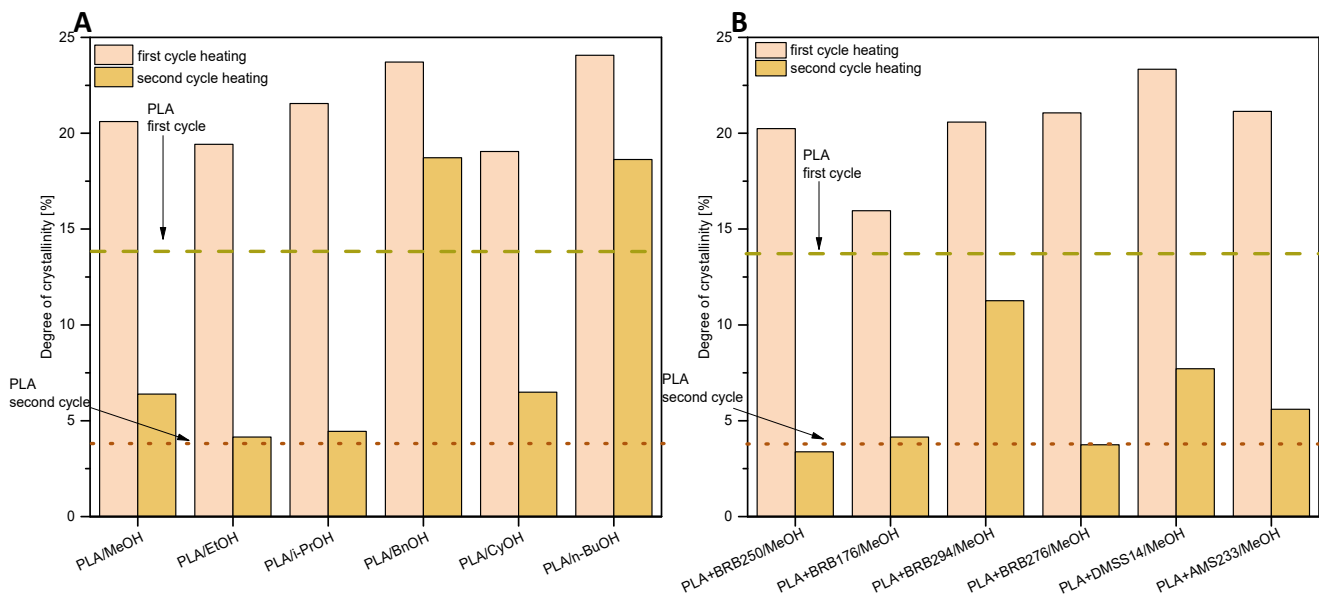 A
25
20
15
10
5
0
Degree of crystallinity [%]
first cycle heating
second cycle heating
PLA
first cycle
PLA
second cycle
PLA/MeOH
PLA/EtOH
PLA/i-PrOH
PLA/BnOH
PLA/CyOH
PLA/n-BuOH
B
25
20
15
10
5
0
Degree of crystallinity [%]
first cycle heating
second cycle heating
PLA
first cycle
PLA
second cycle
PLA+BRB250/MeOH
PLA+BRB176/MeOH
PLA+BRB294/MeOH
PLA+BRB276/MeOH
PLA+DMSS14/MeOH
PLA+AMS233/MeOH